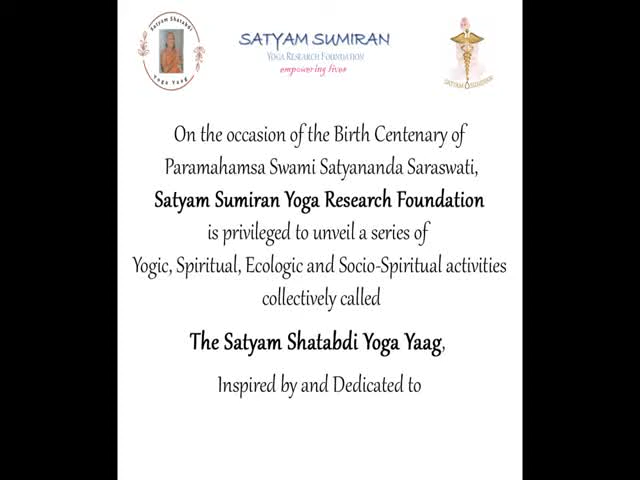 Satyam Shatabdi
Yoga Yaag
SATYAM SUMIRAN
YOGA RESEARCH FOUNDATION
empowering lives
SATYAM SUMIRAN
On the occasion of the Birth Centenary of
Paramahamsa Swami Satyananda Saraswati,
Satyam Sumiran Yoga Research Foundation
is privileged to unveil a series of
Yogic, Spiritual, Ecologic and Socio-Spiritual activities
collectively called
The Satyam Shatabdi Yoga Yaag,
Inspired by and Dedicated to